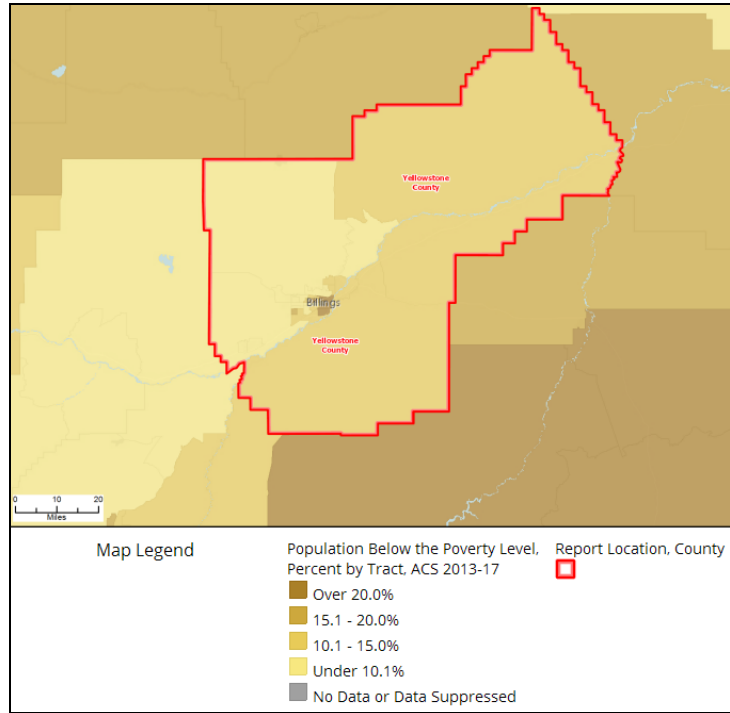 Yellowstone
County
Billings
Yellowstone
County
0 10 20
Miles
Map Legend
Population Below the Poverty Level,
Percent by Tract, ACS 2013-17
Over 20.0%
15.1 - 20.0%
10.1 - 15.0%
Under 10.1%
No Data or Data Suppressed
Report Location, County